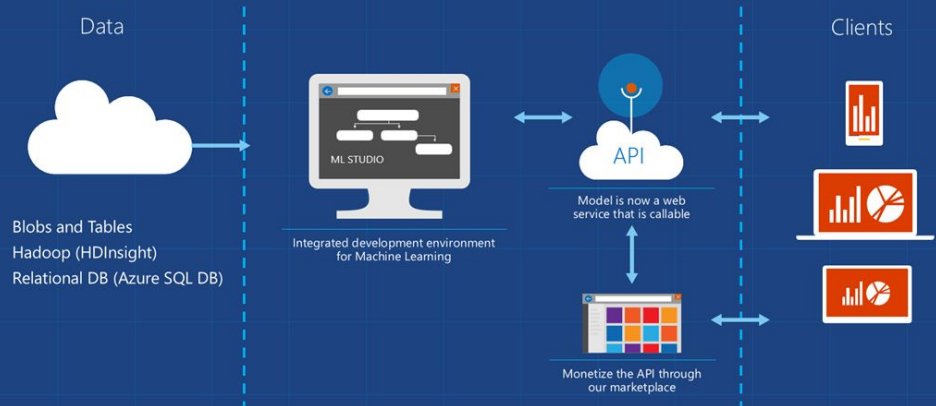 Data
Clients
ML STUDIO
API
Model is now a web
service that is callable
Blobs and Tables
Hadoop (HDInsight)
Relational DB (Azure SQL DB)
Integrated development environment
for Machine Learning
Monetize the API through
our marketplace